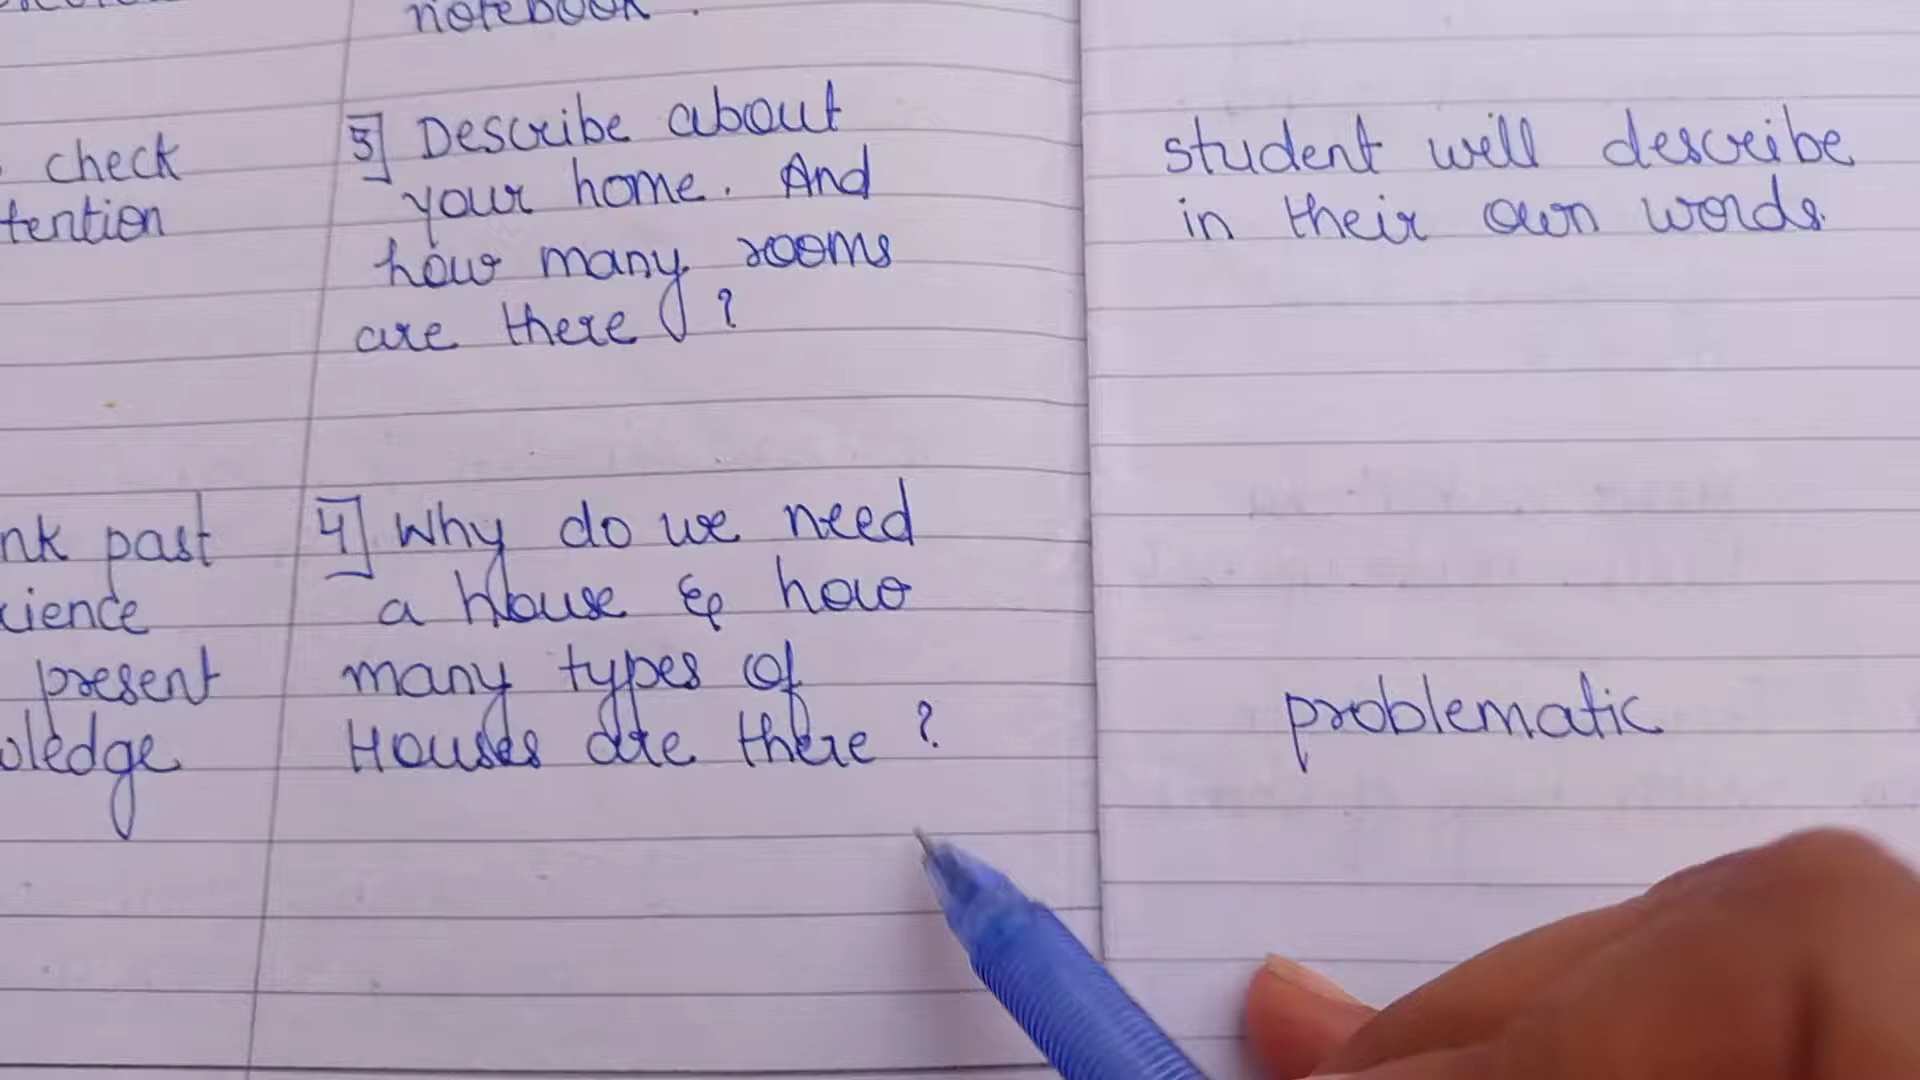 notebook.
check
tention
3] Describe about
your home. And
how many rooms
are there ?
student will describe
in their own words.
nk past
ience
present
ledge
4] Why do we need
a house & how
many types of
Houses are there ?
problematic